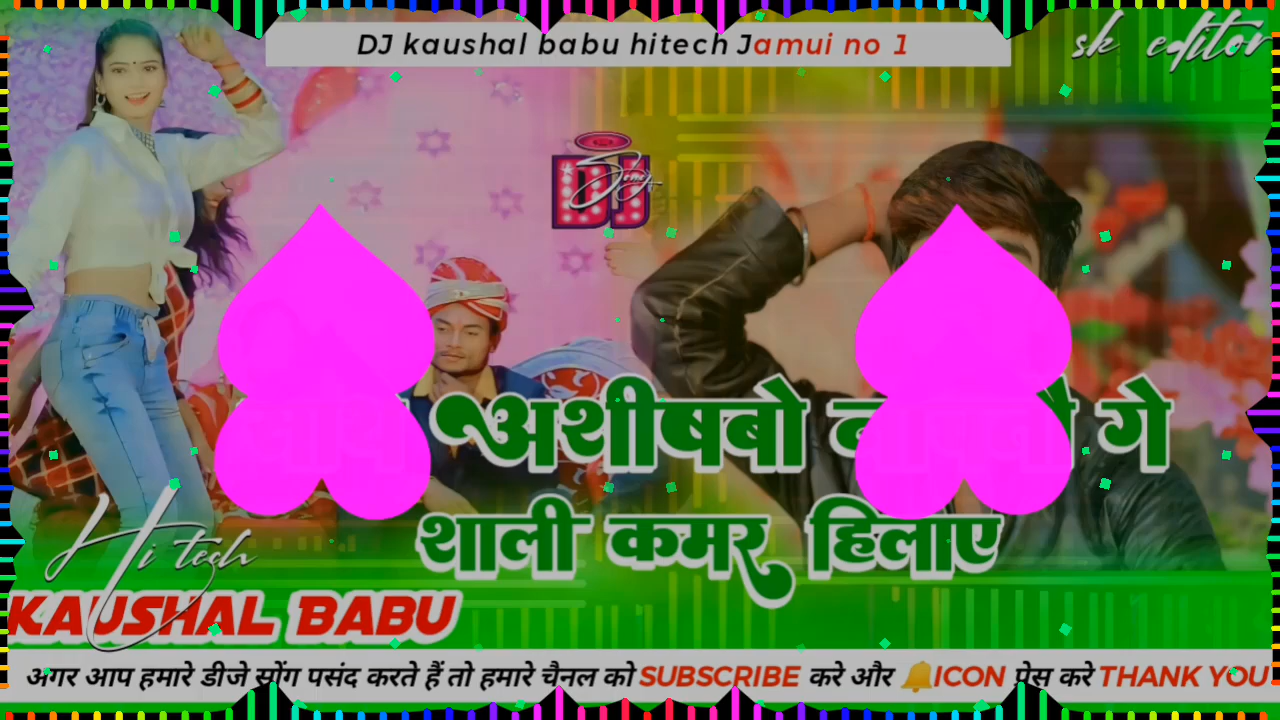 DJ kaushal babu hitech Jamui no 1
sk editor
DJ
Song
अशीषबो गे
शाली कमर हिलाए
Hi tech
KAUSHAL BABU
अगर आप हमारे डीजे सोंग पसंद करते हैं तो हमारे चैनल को SUBSCRIBE करे और 🔔ICON प्रेस करे THANK YOU